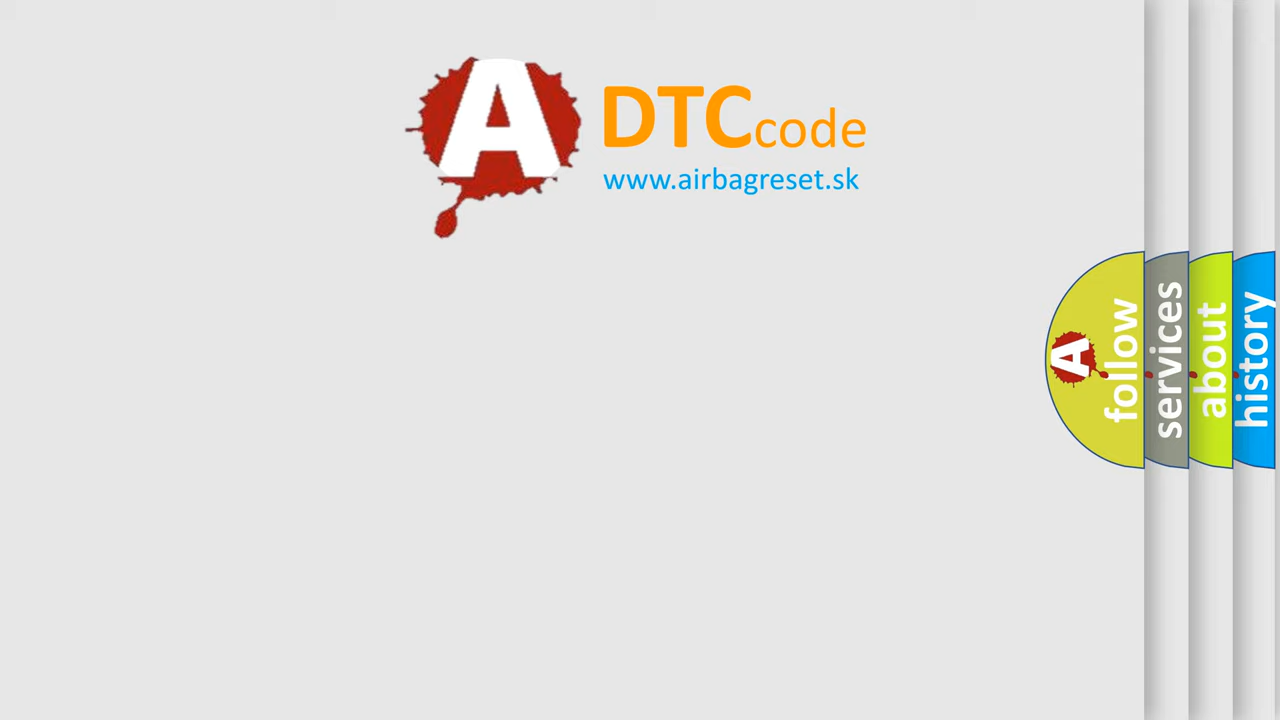 A
DTCcode
www.airbagreset.sk
A
follow
services
about
history